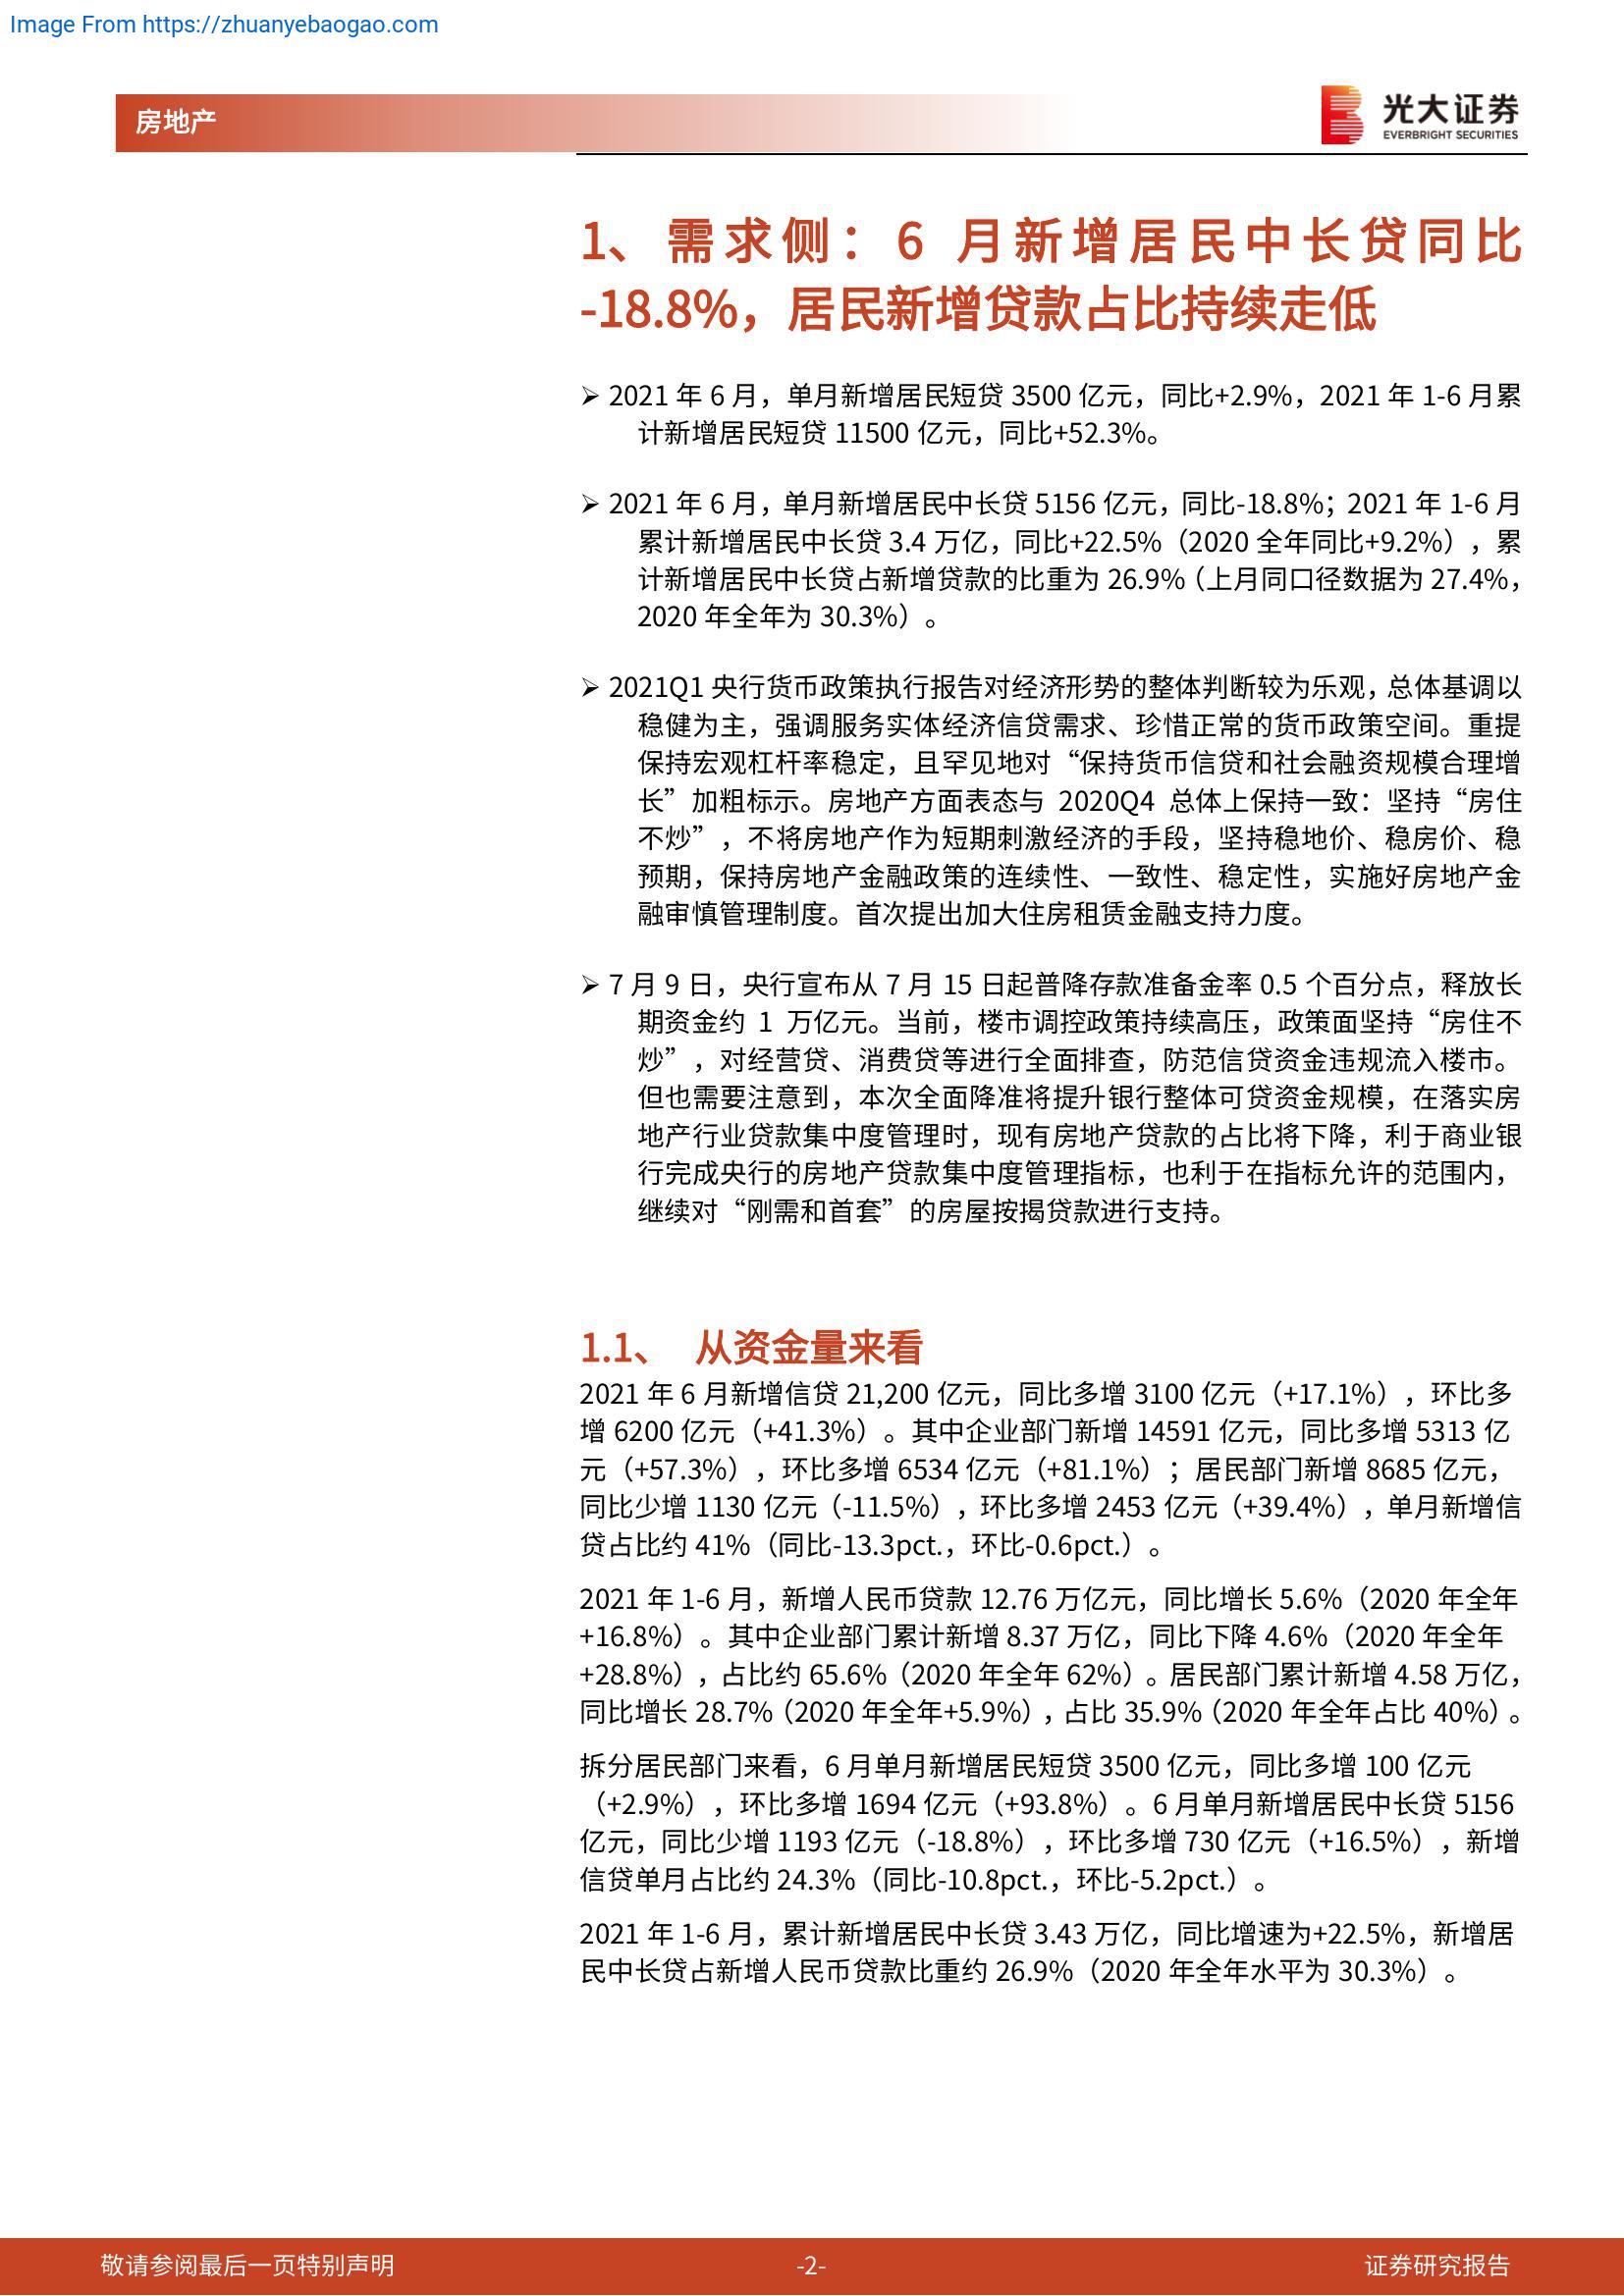 Image From https://zhuanyebaogao.com
房地产
光大证券
EVERBRIGHT SECURITIES
1、 需求侧：6 月新增居民中长贷同比
-18.8%，居民新增贷款占比持续走低
➢ 2021 年 6 月，单月新增居民短贷 3500 亿元，同比+2.9%，2021 年 1-6 月累
计新增居民短贷 11500 亿元，同比+52.3%。
➢ 2021 年 6 月，单月新增居民中长贷 5156 亿元，同比-18.8%；2021 年 1-6 月
累计新增居民中长贷 3.4 万亿，同比+22.5%（2020 全年同比+9.2%），累
计新增居民中长贷占新增贷款的比重为 26.9%（上月同口径数据为 27.4%，
2020 年全年为 30.3%）。
➢ 2021Q1 央行货币政策执行报告对经济形势的整体判断较为乐观，总体基调以
稳健为主，强调服务实体经济信贷需求、珍惜正常的货币政策空间。重提
保持宏观杠杆率稳定，且罕见地对“保持货币信贷和社会融资规模合理增
长”加粗标示。房地产方面表态与 2020Q4 总体上保持一致：坚持“房住
不炒”，不将房地产作为短期刺激经济的手段，坚持稳地价、稳房价、稳
预期，保持房地产金融政策的连续性、一致性、稳定性，实施好房地产金
融审慎管理制度。首次提出加大住房租赁金融支持力度。
➢ 7 月 9 日，央行宣布从 7 月 15 日起普降存款准备金率 0.5 个百分点，释放长
期资金约 1 万亿元。当前，楼市调控政策持续高压，政策面坚持“房住不
炒”，对经营贷、消费贷等进行全面排查，防范信贷资金违规流入楼市。
但也需要注意到，本次全面降准将提升银行整体可贷资金规模，在落实房
地产行业贷款集中度管理时，现有房地产贷款的占比将下降，利于商业银
行完成央行的房地产贷款集中度管理指标，也利于在指标允许的范围内，
继续对“刚需和首套”的房屋按揭贷款进行支持。
1.1、 从资金量来看
2021 年 6 月新增信贷 21,200 亿元，同比多增 3100 亿元（+17.1%），环比多
增 6200 亿元（+41.3%）。其中企业部门新增 14591 亿元，同比多增 5313 亿
元（+57.3%），环比多增 6534 亿元（+81.1%）；居民部门新增 8685 亿元，
同比少增 1130 亿元（-11.5%），环比多增 2453 亿元（+39.4%），单月新增信
贷占比约 41%（同比-13.3pct.，环比-0.6pct.）。
2021 年 1-6 月，新增人民币贷款 12.76 万亿元，同比增长 5.6%（2020 年全年
+16.8%）。其中企业部门累计新增 8.37 万亿，同比下降 4.6%（2020 年全年
+28.8%），占比约 65.6%（2020 年全年 62%）。居民部门累计新增 4.58 万亿，
同比增长 28.7%（2020 年全年+5.9%），占比 35.9%（2020 年全年占比 40%）。
拆分居民部门来看，6 月单月新增居民短贷 3500 亿元，同比多增 100 亿元
（+2.9%），环比多增 1694 亿元（+93.8%）。6 月单月新增居民中长贷 5156
亿元，同比少增 1193 亿元（-18.8%），环比多增 730 亿元（+16.5%），新增
信贷单月占比约 24.3%（同比-10.8pct.，环比-5.2pct.）。
2021 年 1-6 月，累计新增居民中长贷 3.43 万亿，同比增速为+22.5%，新增居
民中长贷占新增人民币贷款比重约 26.9%（2020 年全年水平为 30.3%）。
敬请参阅最后一页特别声明
-2-
证券研究报告